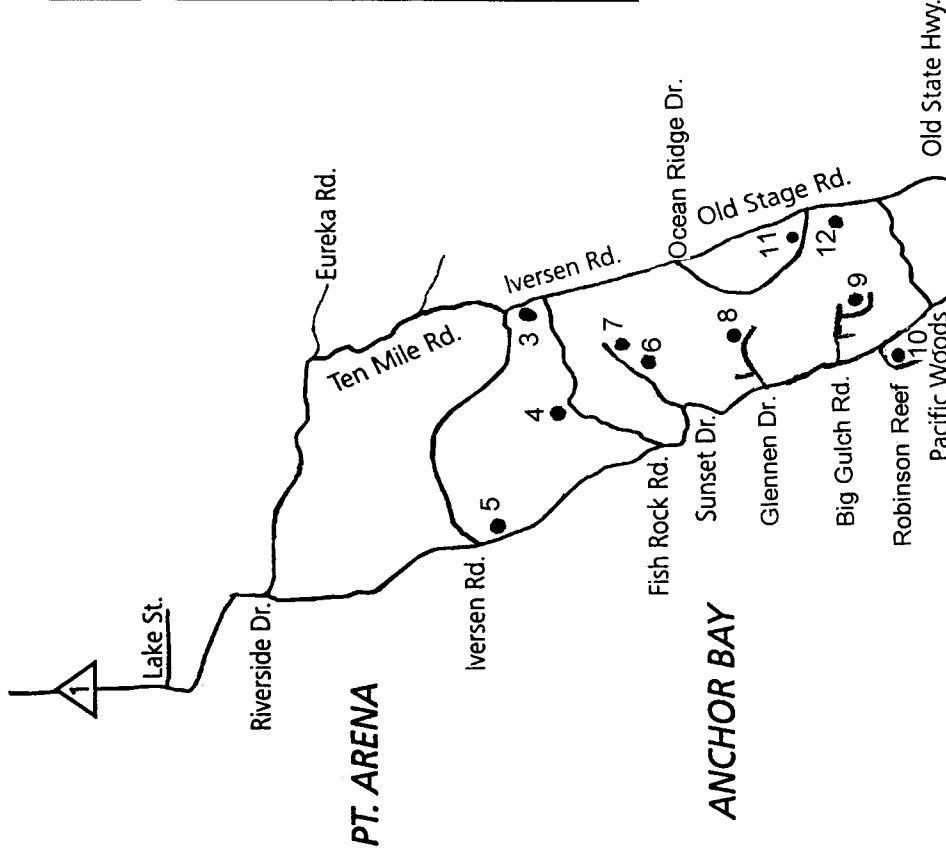 1
Lake St.
Riverside Dr.
Eureka Rd.
PT. ARENA
Ten Mile Rd.
Iversen Rd.
3
4
5
Iversen Rd.
Ocean Ridge Dr.
7
6
Fish Rock Rd.
Sunset Dr.
Old Stage Rd.
ANCHOR BAY
8
11
12
Glennen Dr.
9
Big Gulch Rd.
10
Robinson Reef
Pacific Woods
Old State Hwy.